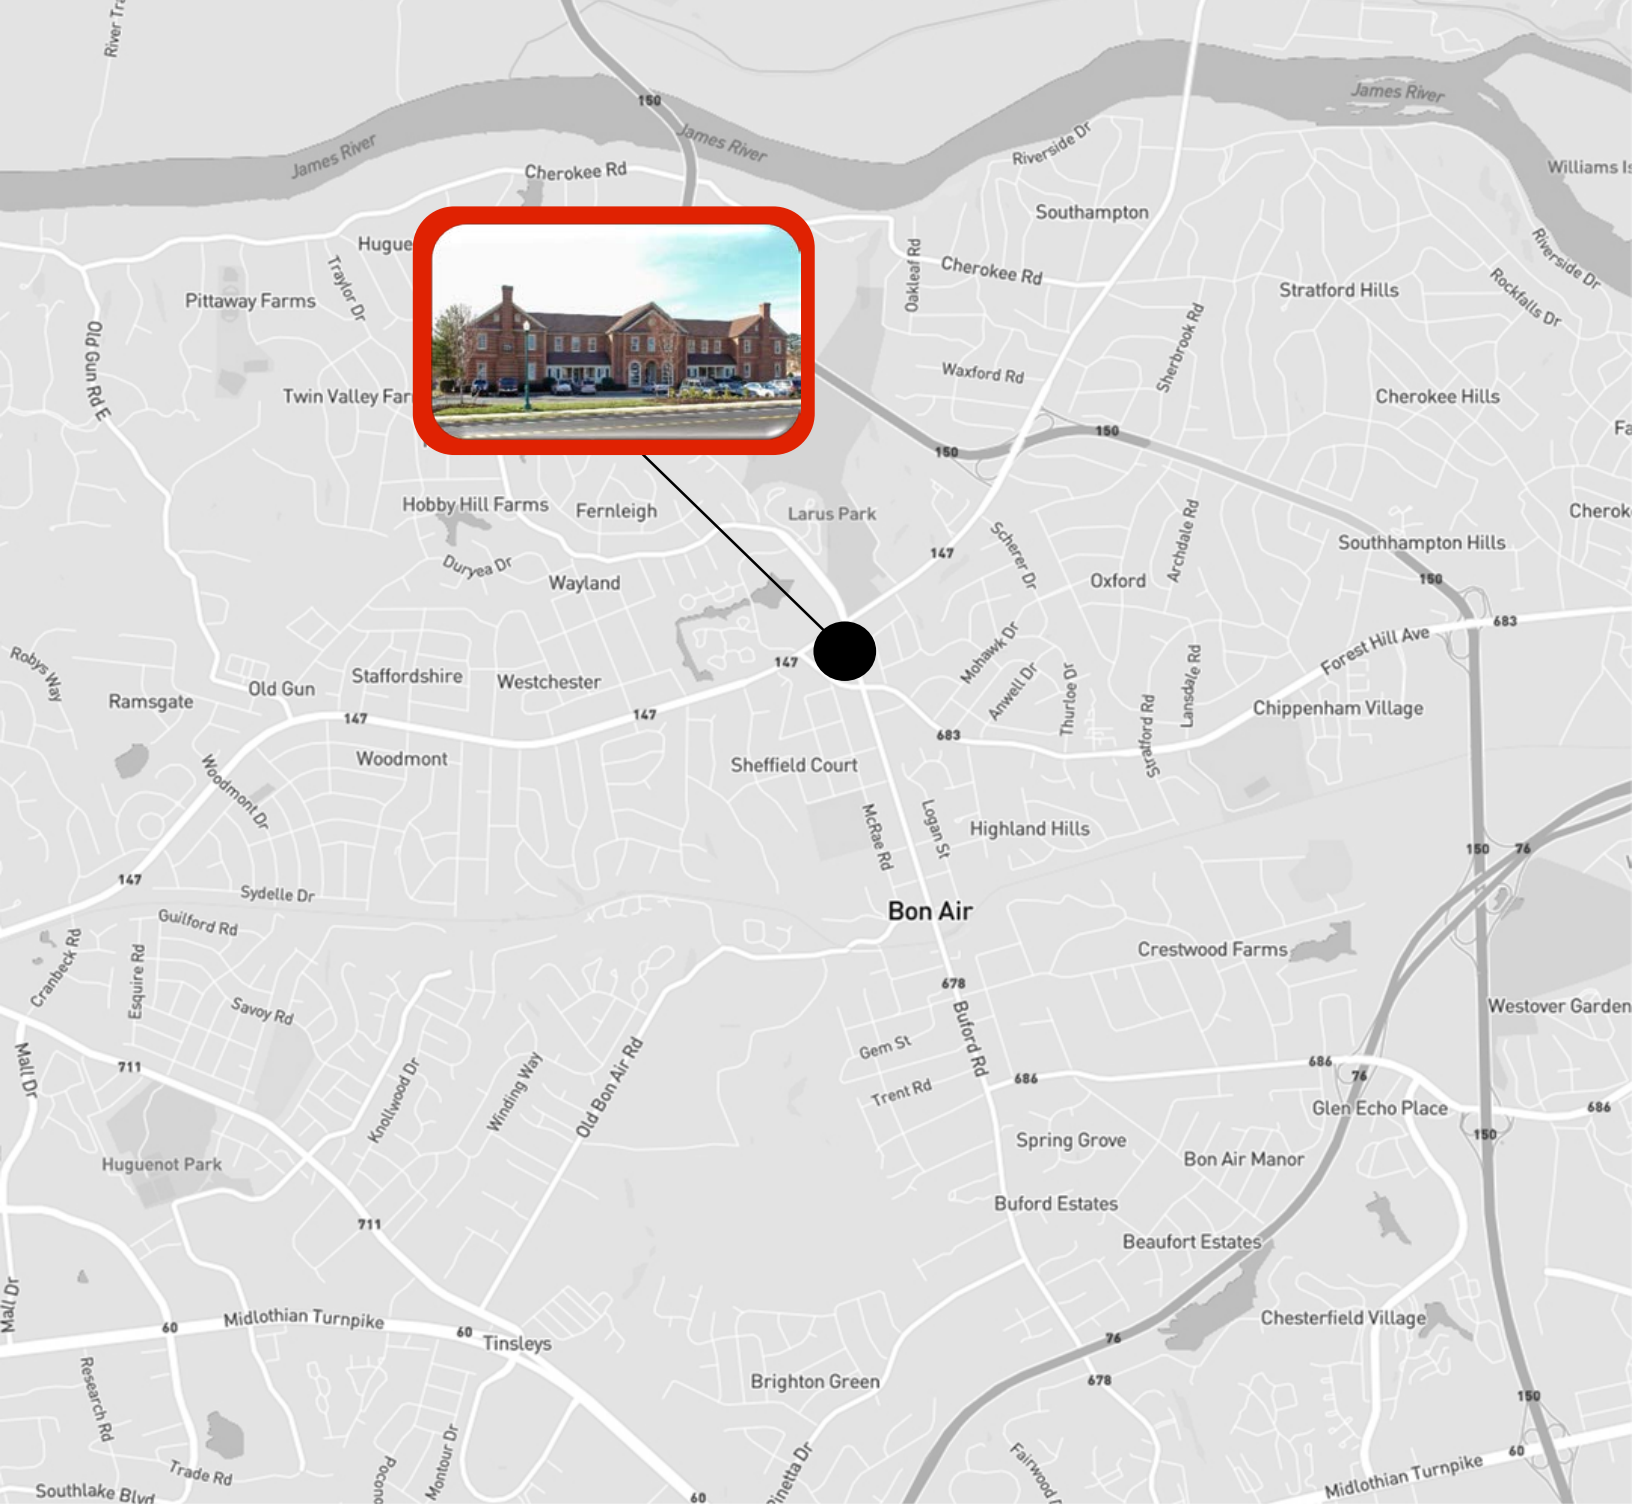 150
James River
James River
James River
Cherokee Rd
Riverside Dr
Southampton
Hugue
Traylor Dr
Pittaway Farms
Oakleaf Rd
Cherokee Rd
Stratford Hills
Riverside Dr
Rockfalls Dr
Old Gun Rd E
Twin Valley Far
Waxford Rd
Sherbrook Rd
Cherokee Hills
150
150
Hobby Hill Farms
Fernleigh
Larus Park
Cherok
Duryea Dr
Wayland
147
Scherer Dr
Oxford
Archdale Rd
Southhampton Hills
150
683
Forest Hill Ave
Robys Way
Ramsgate
Old Gun
Staffordshire
Westchester
147
147
147
Mohawk Dr
Anwell Dr
Thurloe Dr
Stratford Rd
Lansdale Rd
Chippenham Village
683
Woodmont
Woodmont Dr
Sheffield Court
McRae Rd
Logan St
Highland Hills
150
76
147
Sydelle Dr
Guilford Rd
Bon Air
Cranbeck Rd
Esquire Rd
Savoy Rd
Crestwood Farms
678
Buford Rd
Westover Garden
Mall Dr
711
Knollwood Dr
Winding Way
Old Bon Air Rd
Gem St
Trent Rd
686
686
76
Glen Echo Place
686
150
Huguenot Park
Spring Grove
Bon Air Manor
711
Buford Estates
Beaufort Estates
Mall Dr
60
Midlothian Turnpike
60
Tinsleys
Chesterfield Village
76
Research Rd
Brighton Green
678
150
Trade Rd
Montour Dr
Southlake Blvd
60
60
Midlothian Turnpike